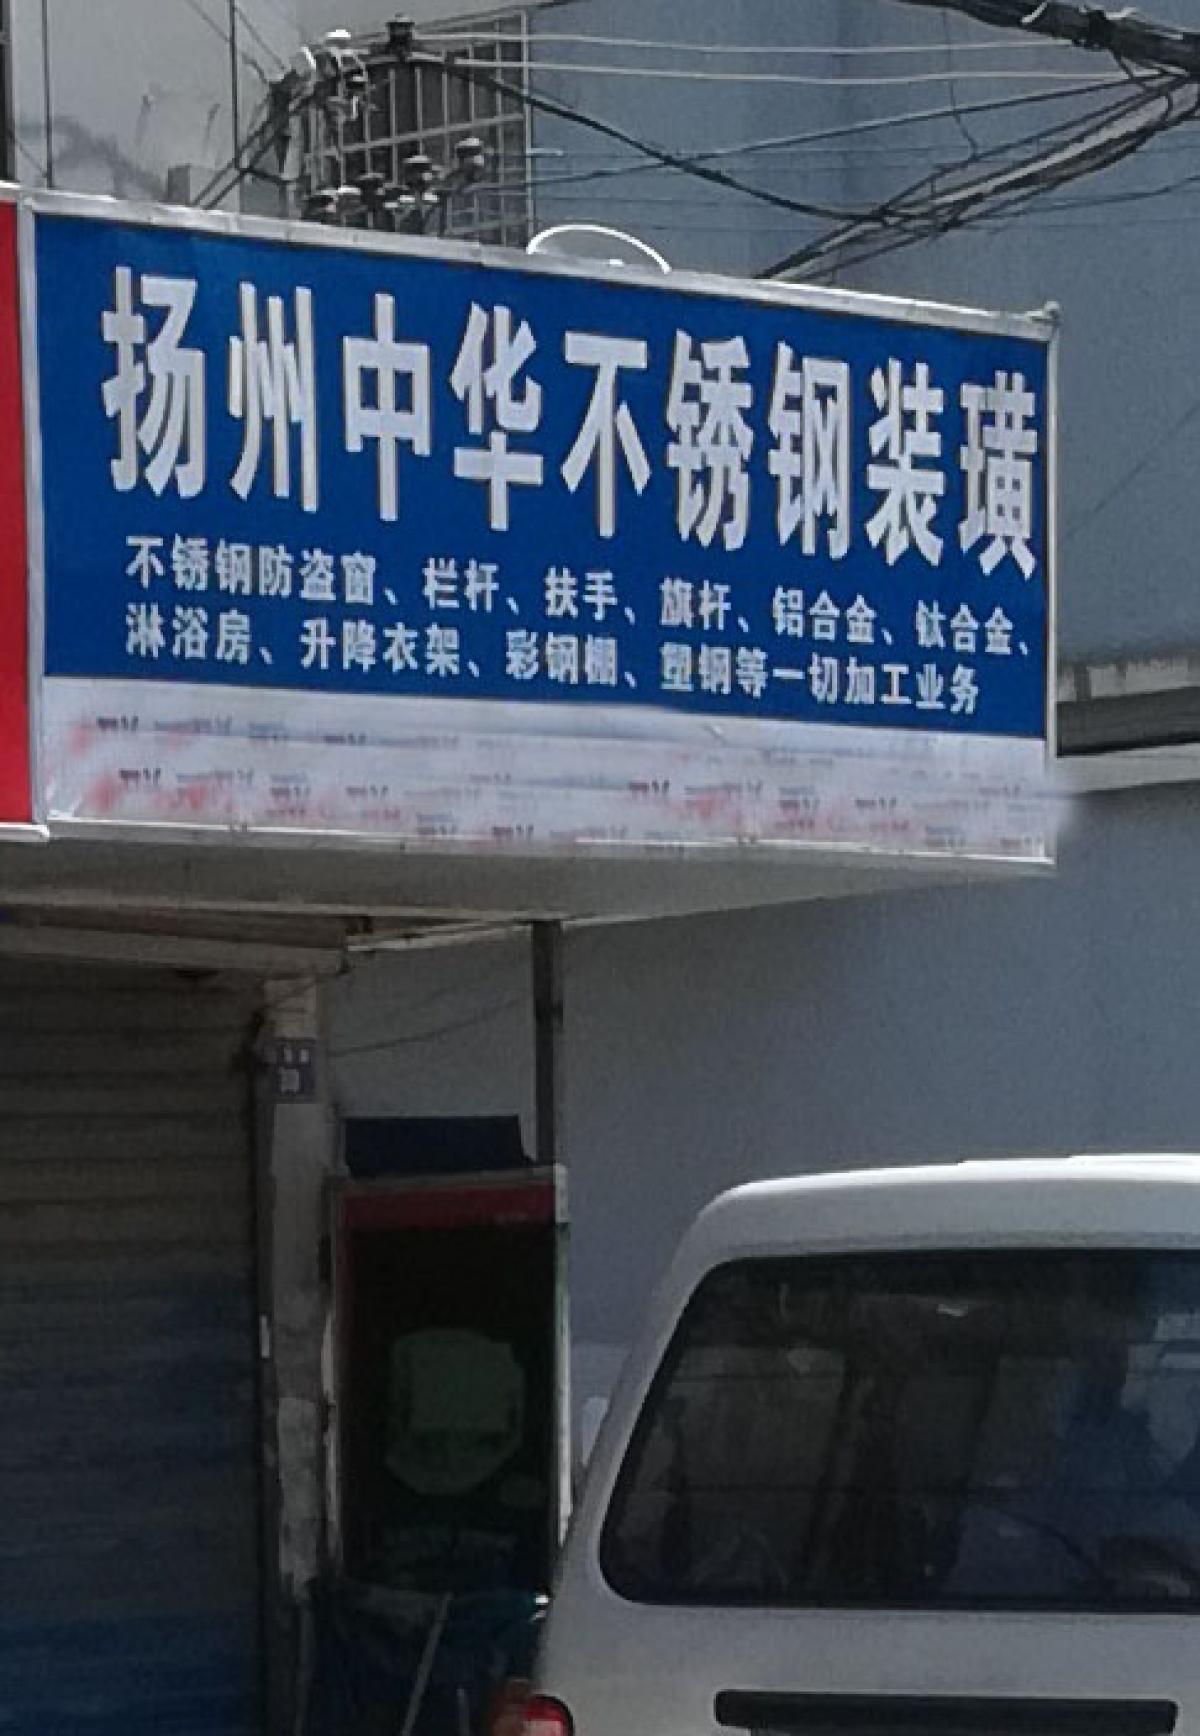 扬州中华不锈钢装璜
不锈钢防盗窗、栏杆、扶手、旗杆、铝合金、钛合金、
淋浴房、升降衣架、彩钢棚、塑钢等一切加工业务